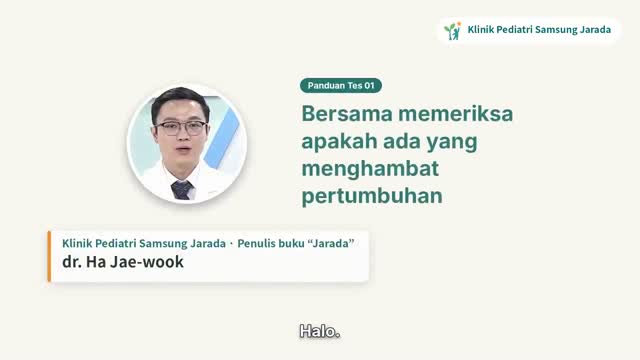 Klinik Pediatri Samsung Jarada
Panduan Tes 01
Bersama memeriksa
apakah ada yang
menghambat
pertumbuhan
Klinik Pediatri Samsung Jarada · Penulis buku “Jarada”
dr. Ha Jae-wook
Halo.